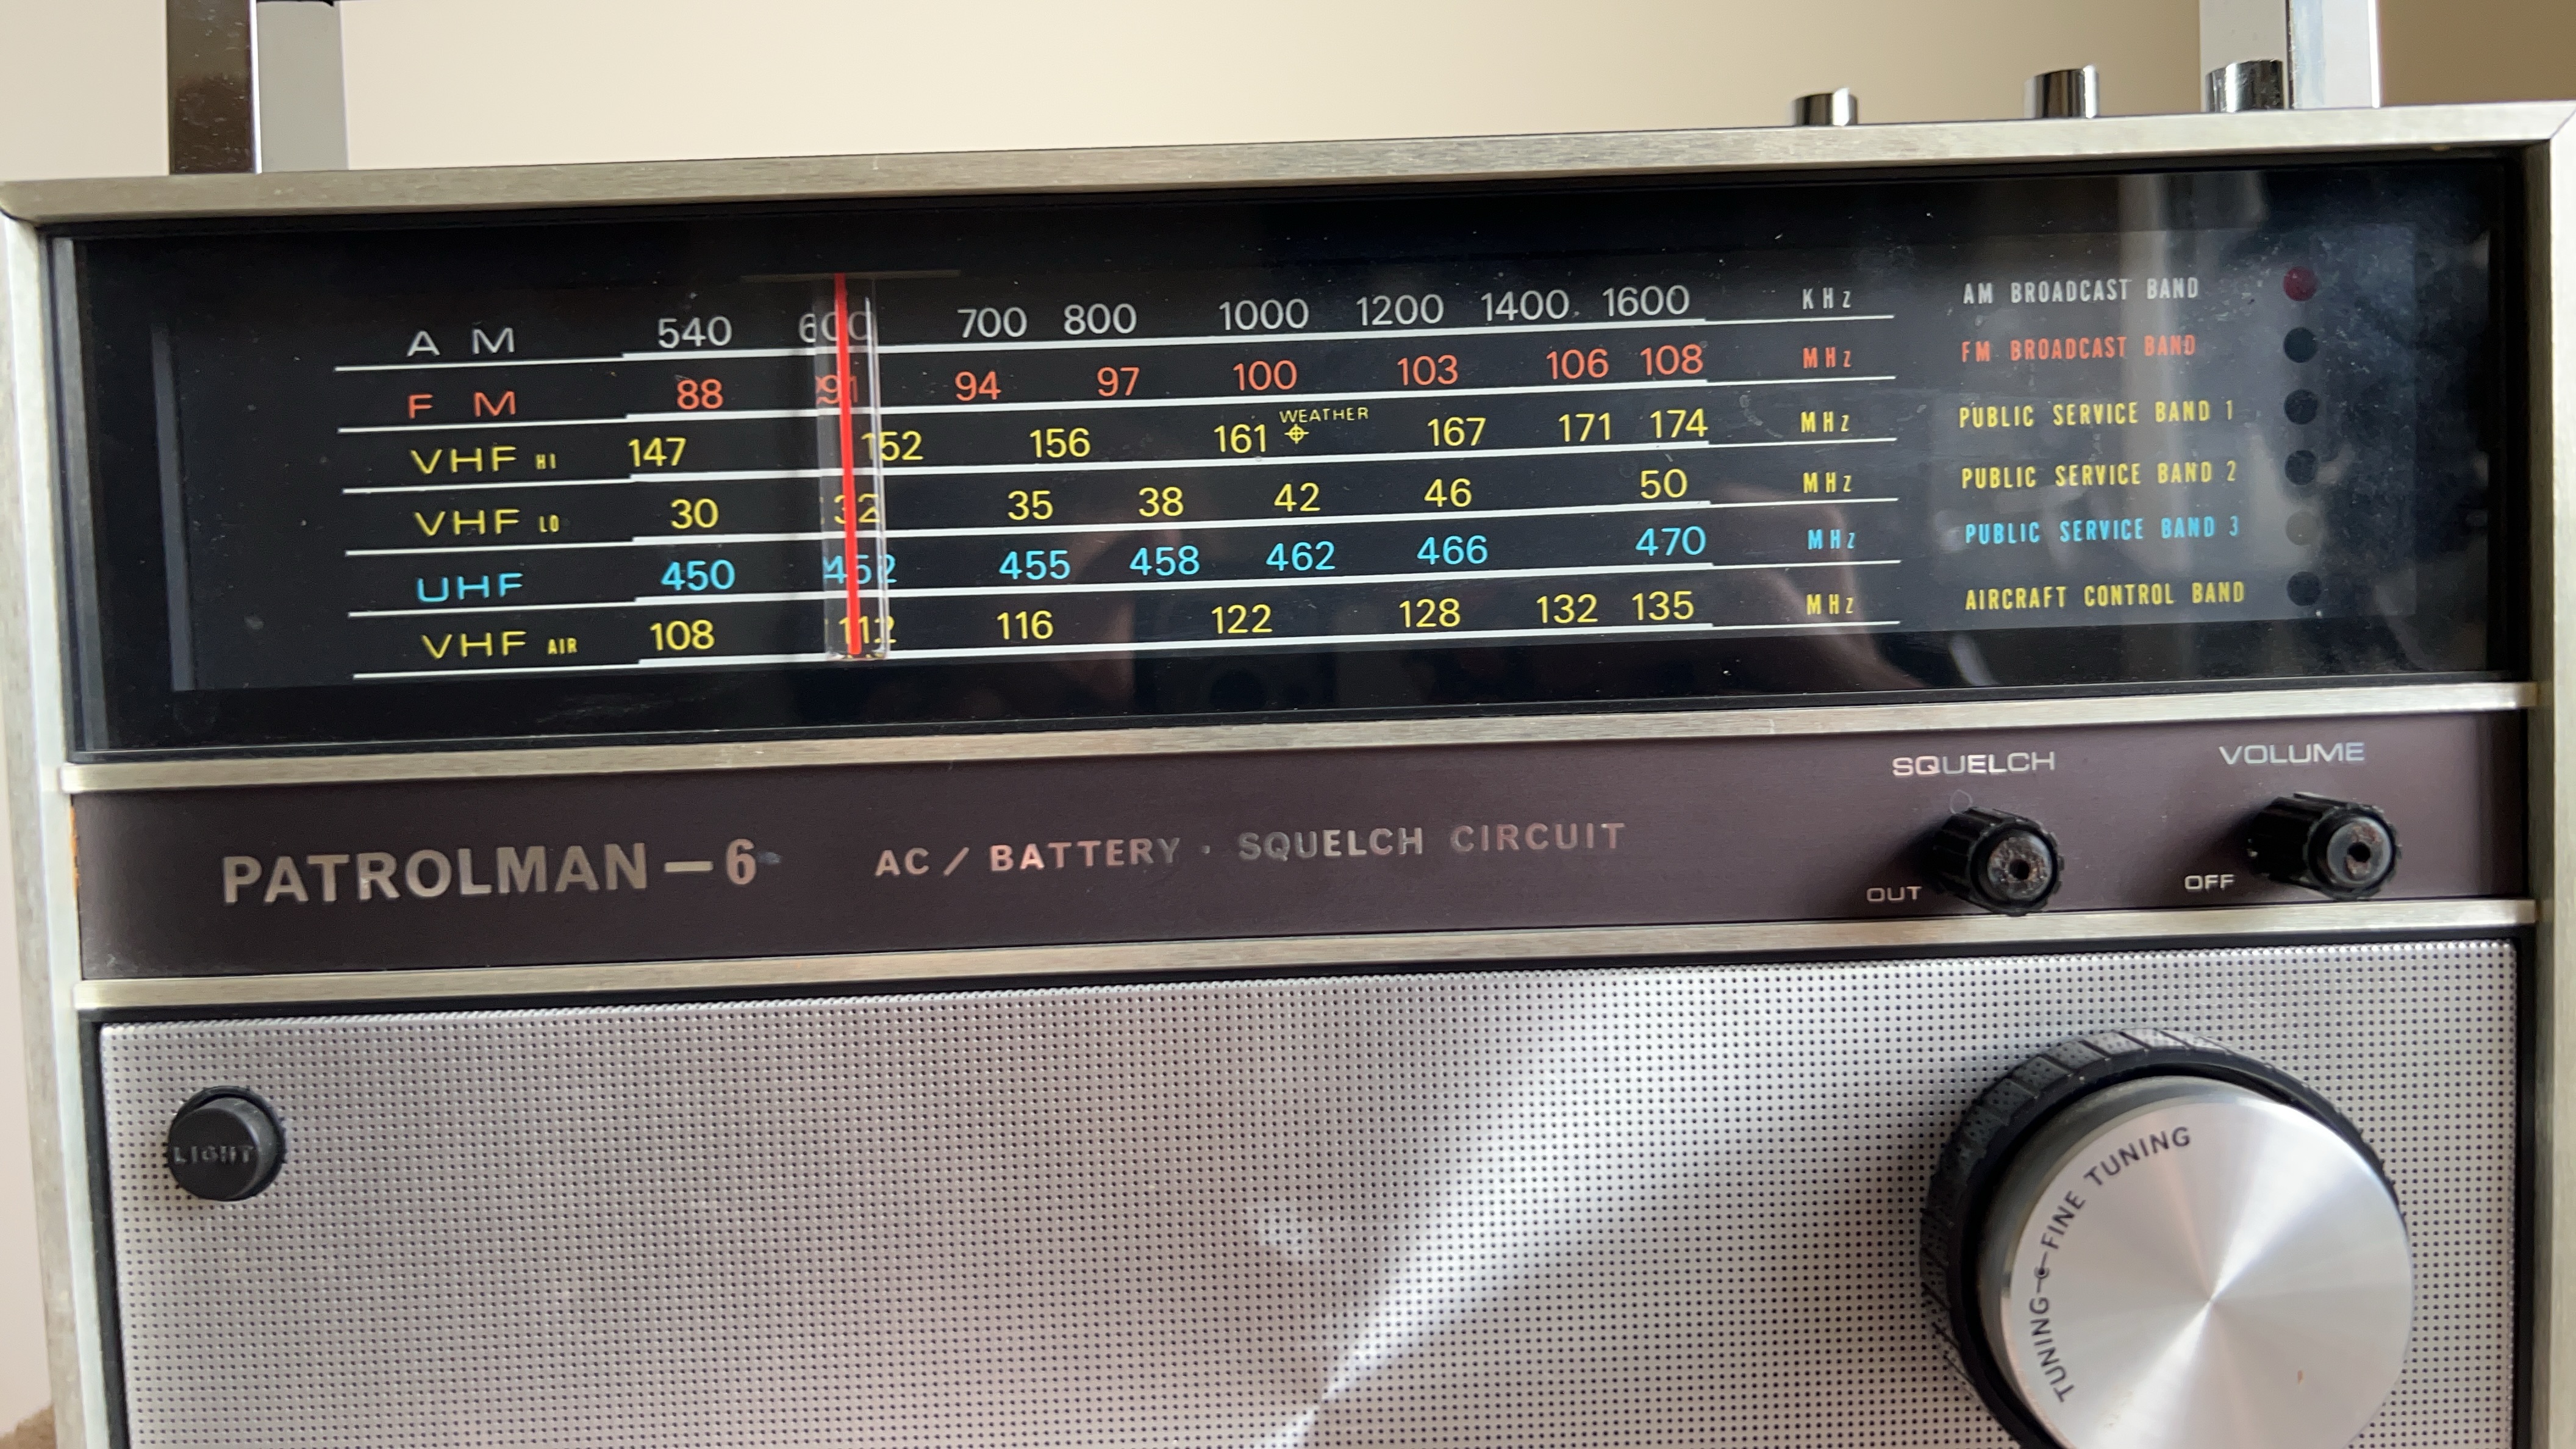 A M 540 600 700 800 1000 1200 1400 1600 KHz AM BROADCAST BAND
F M 88 91 94 97 100 103 106 108 MHz FM BROADCAST BAND
WEATHER
VHF HI 147 152 156 161 167 171 174 MHz PUBLIC SERVICE BAND 1
VHF LO 30 32 35 38 42 46 50 MHz PUBLIC SERVICE BAND 2
UHF 450 452 455 458 462 466 470 MHz PUBLIC SERVICE BAND 3
VHF AIR 108 112 116 122 128 132 135 MHz AIRCRAFT CONTROL BAND
SQUELCH VOLUME
PATROLMAN - 6 AC / BATTERY · SQUELCH CIRCUIT
OUT OFF
LIGHT
TUNING FINE TUNING